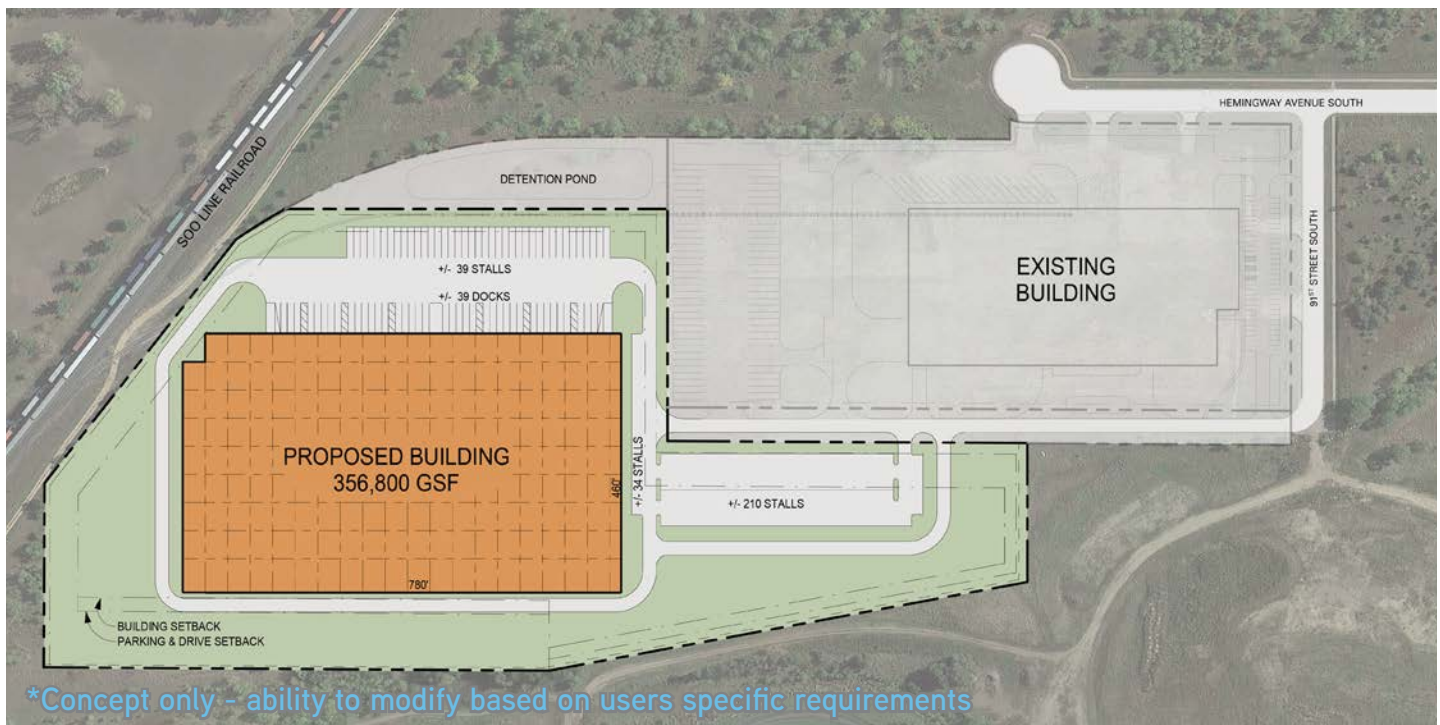 HEMINGWAY AVENUE SOUTH
SOO LINE RAILROAD
DETENTION POND
91ST STREET SOUTH
EXISTING
BUILDING
+/- 39 STALLS
+/- 39 DOCKS
PROPOSED BUILDING
356,800 GSF
460'
+/- 34 STALLS
+/- 210 STALLS
780'
BUILDING SETBACK
PARKING & DRIVE SETBACK
*Concept only - ability to modify based on users specific requirements